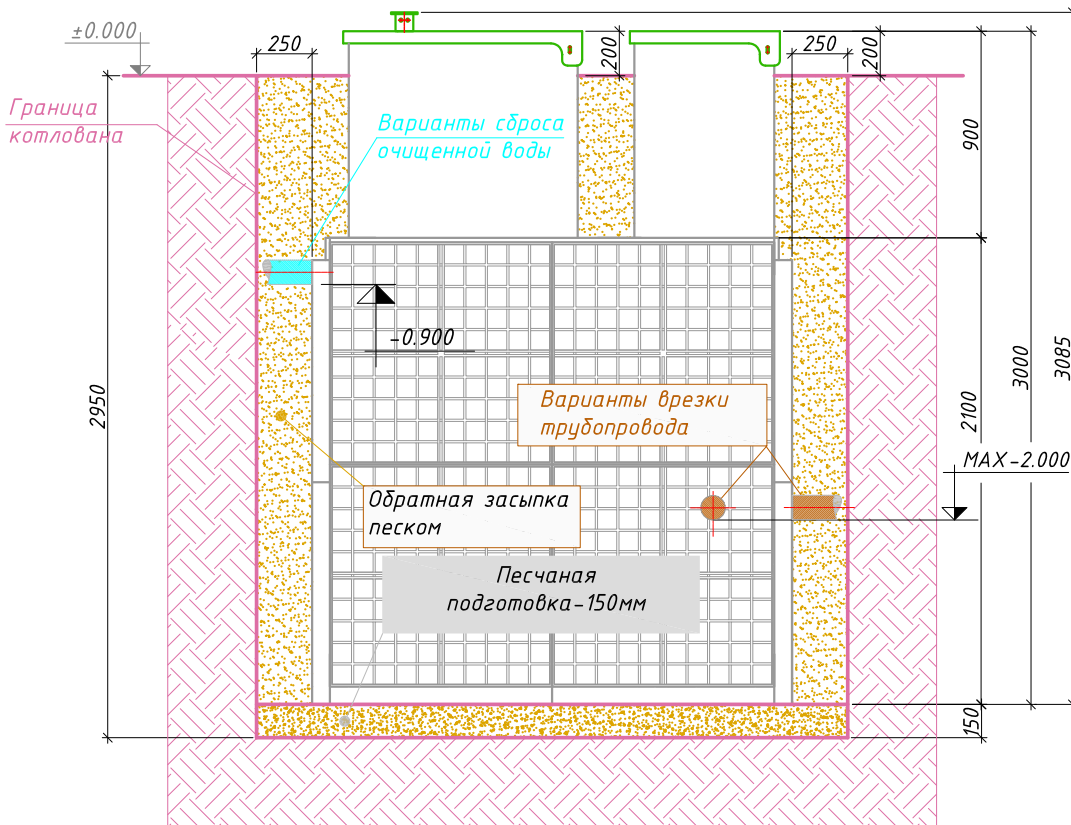 ±0.000
250
200
250
200
Граница
котлована
Варианты сброса
очищенной воды
900
-0.900
3085
3000
2950
2100
Варианты врезки
трубопровода
MAX-2.000
Обратная засыпка
песком
Песчаная
подготовка-150мм
150